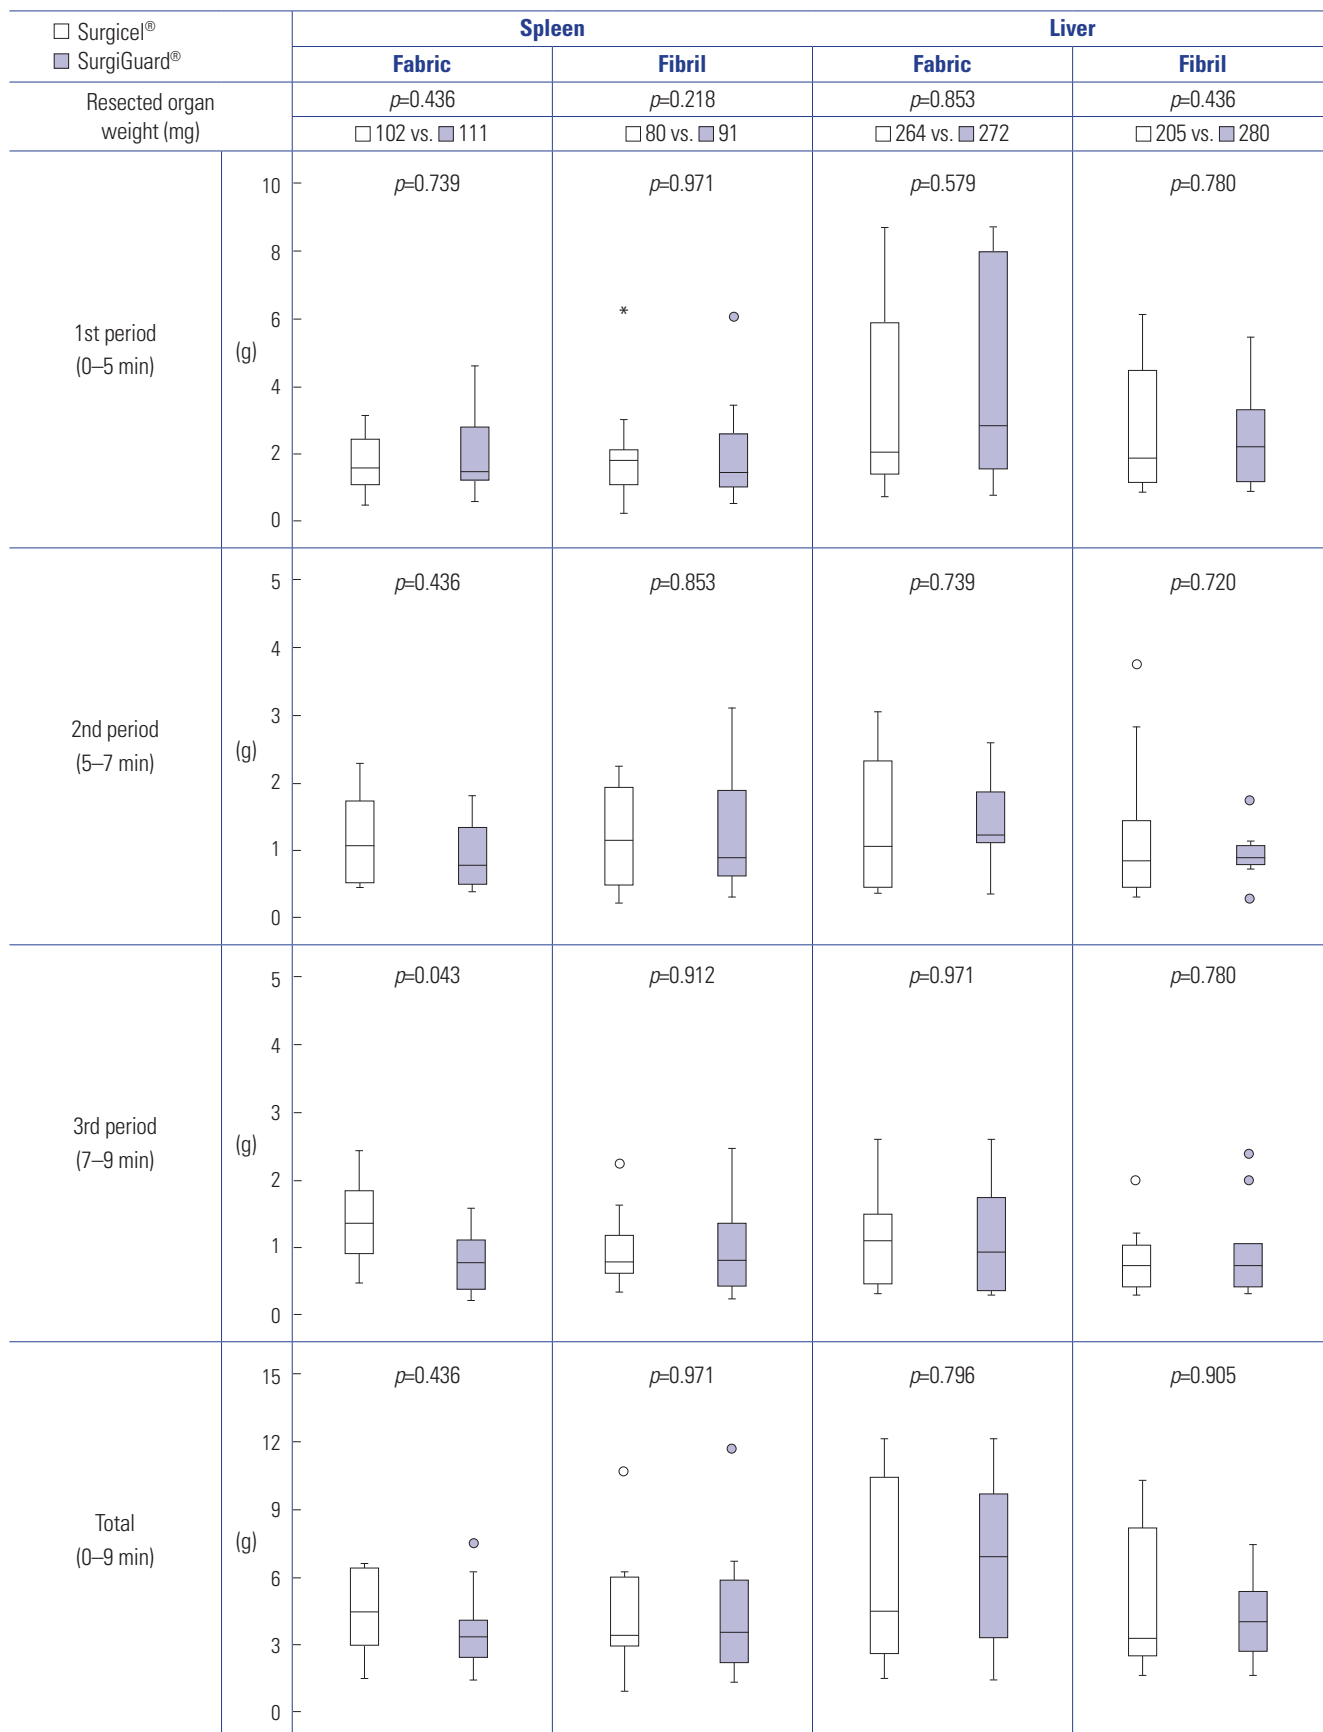 Surgicel®
SurgiGuard®
Spleen
Liver
Fabric
Fibril
Fabric
Fibril
Resected organ
weight (mg)
p=0.436
p=0.218
p=0.853
p=0.436
102 vs. 111
80 vs. 91
264 vs. 272
205 vs. 280
1st period
(0–5 min)
(g)
10
8
6
4
2
0
p=0.739
p=0.971
*
p=0.579
p=0.780
2nd period
(5–7 min)
(g)
5
4
3
2
1
0
p=0.436
p=0.853
p=0.739
p=0.720
3rd period
(7–9 min)
(g)
5
4
3
2
1
0
p=0.043
p=0.912
p=0.971
p=0.780
Total
(0–9 min)
(g)
15
12
9
6
3
0
p=0.436
p=0.971
p=0.796
p=0.905